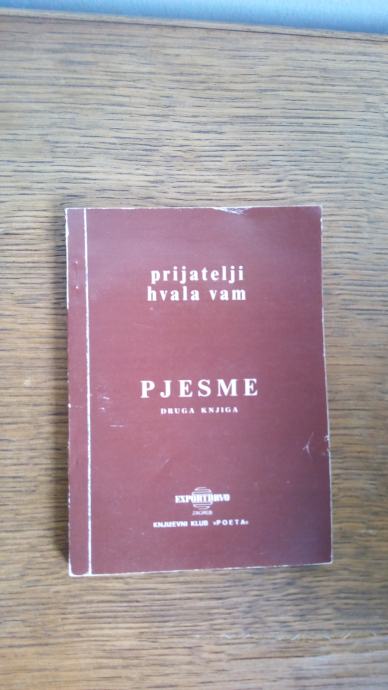 prijatelji
hvala vam
PJESME
DRUGA KNJIGA
EXPORTDRVO
ZAGREB
KNJIŽEVNI KLUB »POETA«